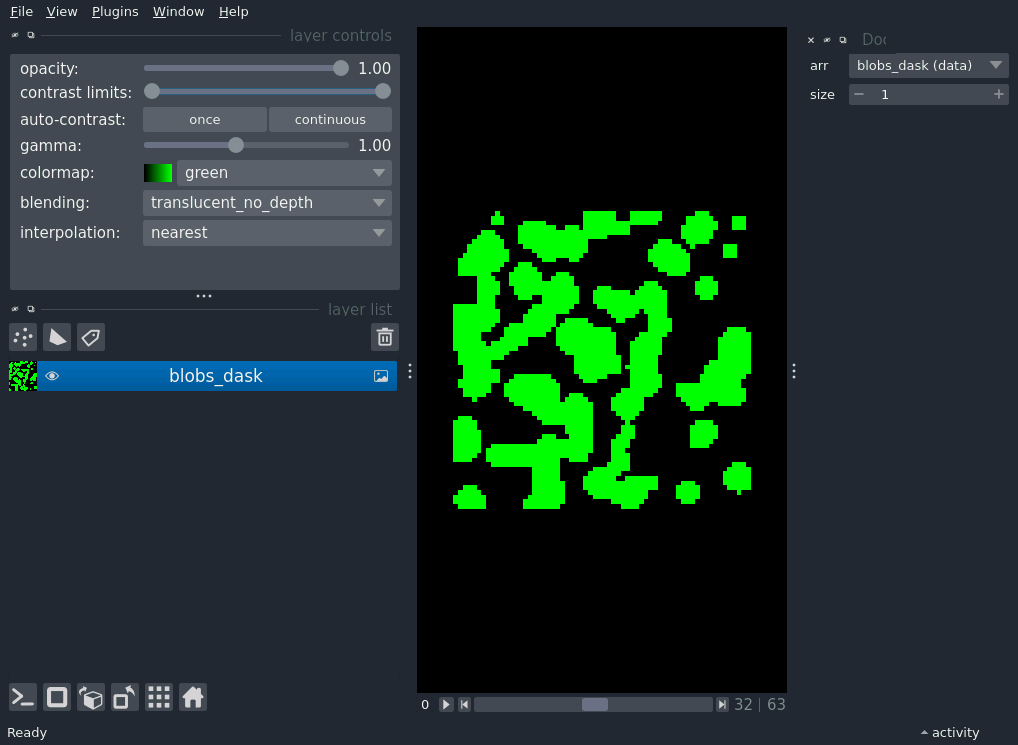 File View Plugins Window Help
layer controls
opacity: 1.00
contrast limits:
auto-contrast: once continuous
gamma: 1.00
colormap: green
blending: translucent_no_depth
interpolation: nearest
layer list
blobs_dask
0 32 | 63
Ready
activity
arr blobs_dask (data)
size 1